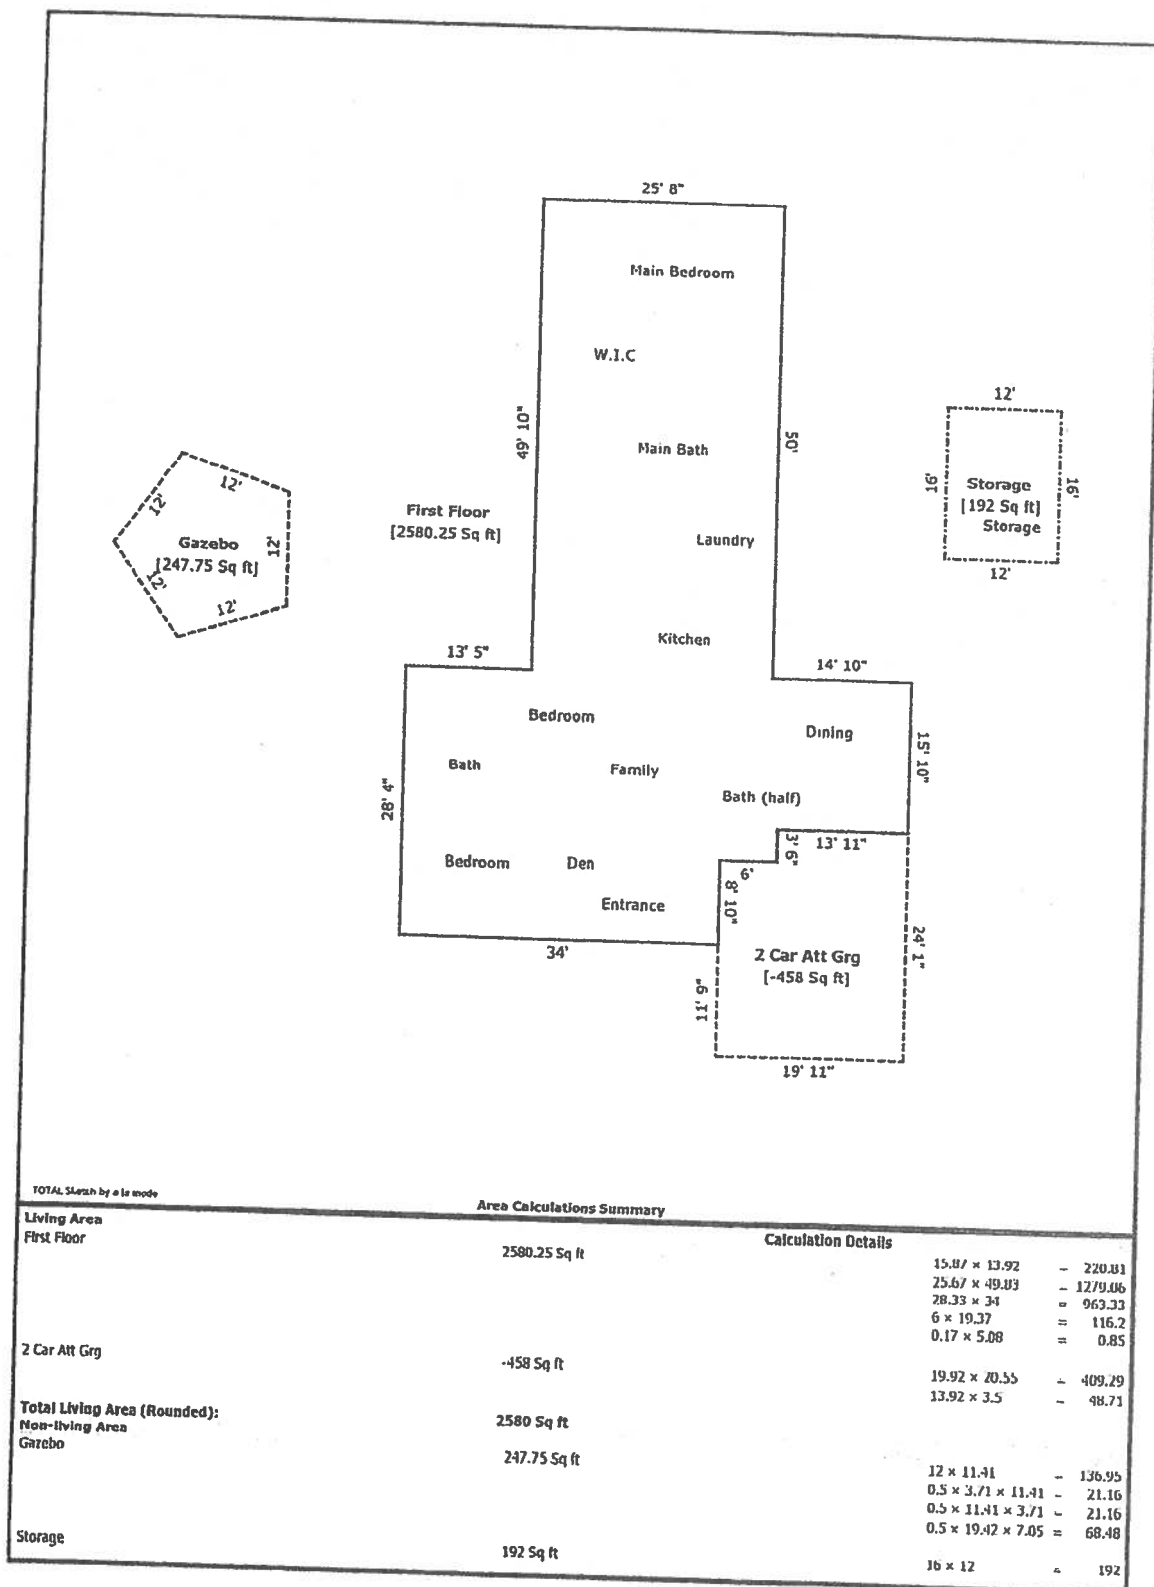 25' 8"
Main Bedroom
W.I.C
49' 10"
50'
Main Bath
12'
16'
16'
Storage
[192 Sq ft]
Storage
12'
12'
12'
12'
12'
12'
Gazebo
[247.75 Sq ft]
First Floor
[2580.25 Sq ft]
Laundry
Kitchen
13' 5"
14' 10"
Bedroom
Dining
15' 10"
Bath
Family
Bath (half)
28' 4"
3' 6"
13' 11"
Bedroom
Den
6'
8' 10"
Entrance
34'
2 Car Att Grg
[-458 Sq ft]
24' 1"
11' 9"
19' 11"
TOTAL Sketch by a la mode
Area Calculations Summary
Living Area
Calculation Details
First Floor
2580.25 Sq ft
15.87 × 13.92 = 220.81
25.67 × 49.83 = 1279.06
28.33 × 34 = 963.33
6 × 19.37 = 116.2
0.17 × 5.08 = 0.85
2 Car Att Grg
-458 Sq ft
19.92 × 20.55 = 409.29
13.92 × 3.5 = 48.71
Total Living Area (Rounded):
2580 Sq ft
Non-living Area
Gazebo
247.75 Sq ft
12 × 11.41 = 136.95
0.5 × 3.71 × 11.41 = 21.16
0.5 × 11.41 × 3.71 = 21.16
0.5 × 19.42 × 7.05 = 68.48
Storage
192 Sq ft
16 × 12 = 192